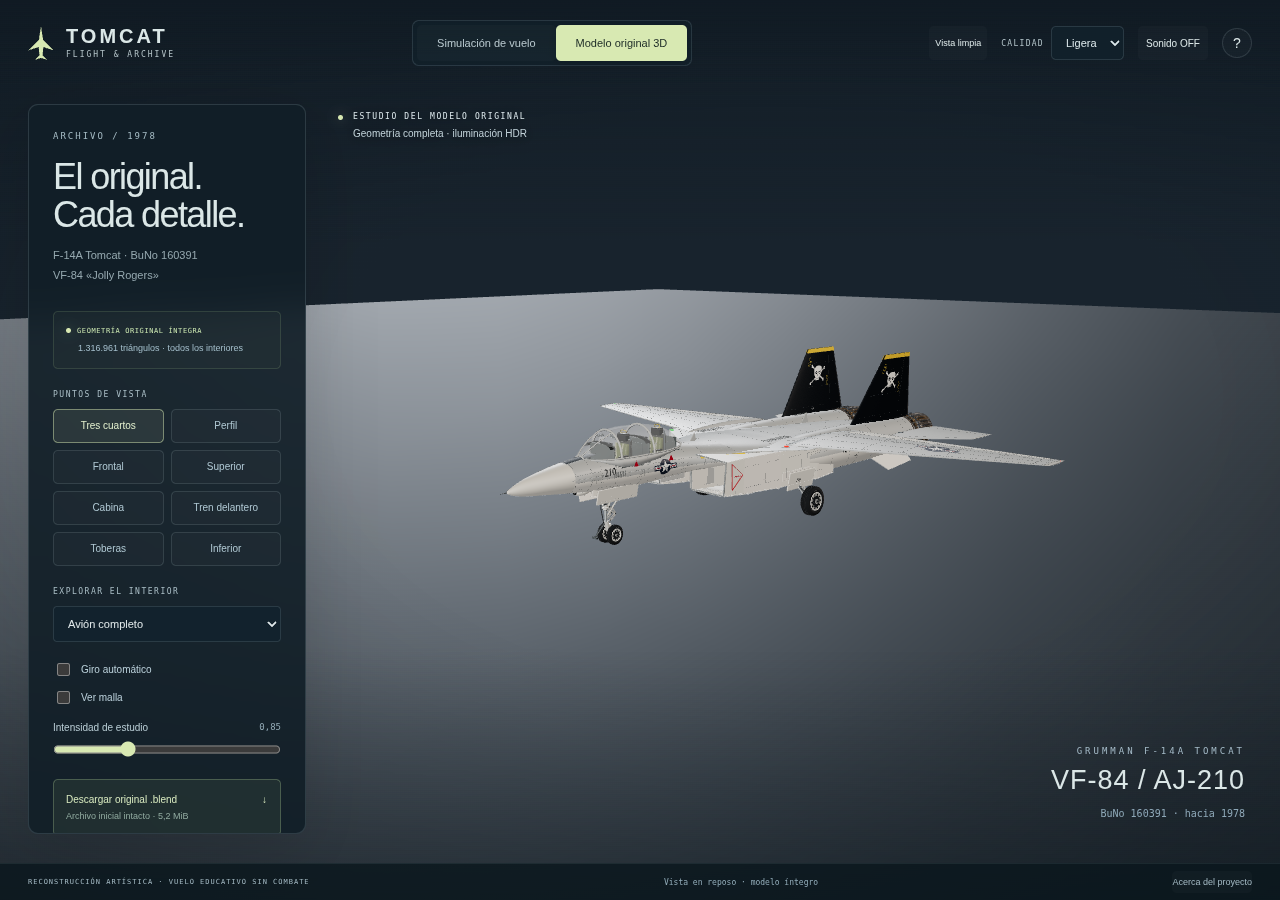 TOMCAT
FLIGHT & ARCHIVE
Simulación de vuelo
Modelo original 3D
Vista limpia
CALIDAD
Ligera
Sonido OFF
?
ARCHIVO / 1978
El original.
Cada detalle.
F-14A Tomcat · BuNo 160391
VF-84 «Jolly Rogers»
GEOMETRÍA ORIGINAL ÍNTEGRA
1.316.961 triángulos · todos los interiores
PUNTOS DE VISTA
Tres cuartos
Perfil
Frontal
Superior
Cabina
Tren delantero
Toberas
Inferior
EXPLORAR EL INTERIOR
Avión completo
Giro automático
Ver malla
Intensidad de estudio
0,85
Descargar original .blend
↓
Archivo inicial intacto · 5,2 MiB
ESTUDIO DEL MODELO ORIGINAL
Geometría completa · iluminación HDR
210
GRUMMAN F-14A TOMCAT
VF-84 / AJ-210
BuNo 160391 · hacia 1978
RECONSTRUCCIÓN ARTÍSTICA · VUELO EDUCATIVO SIN COMBATE
Vista en reposo · modelo íntegro
Acerca del proyecto